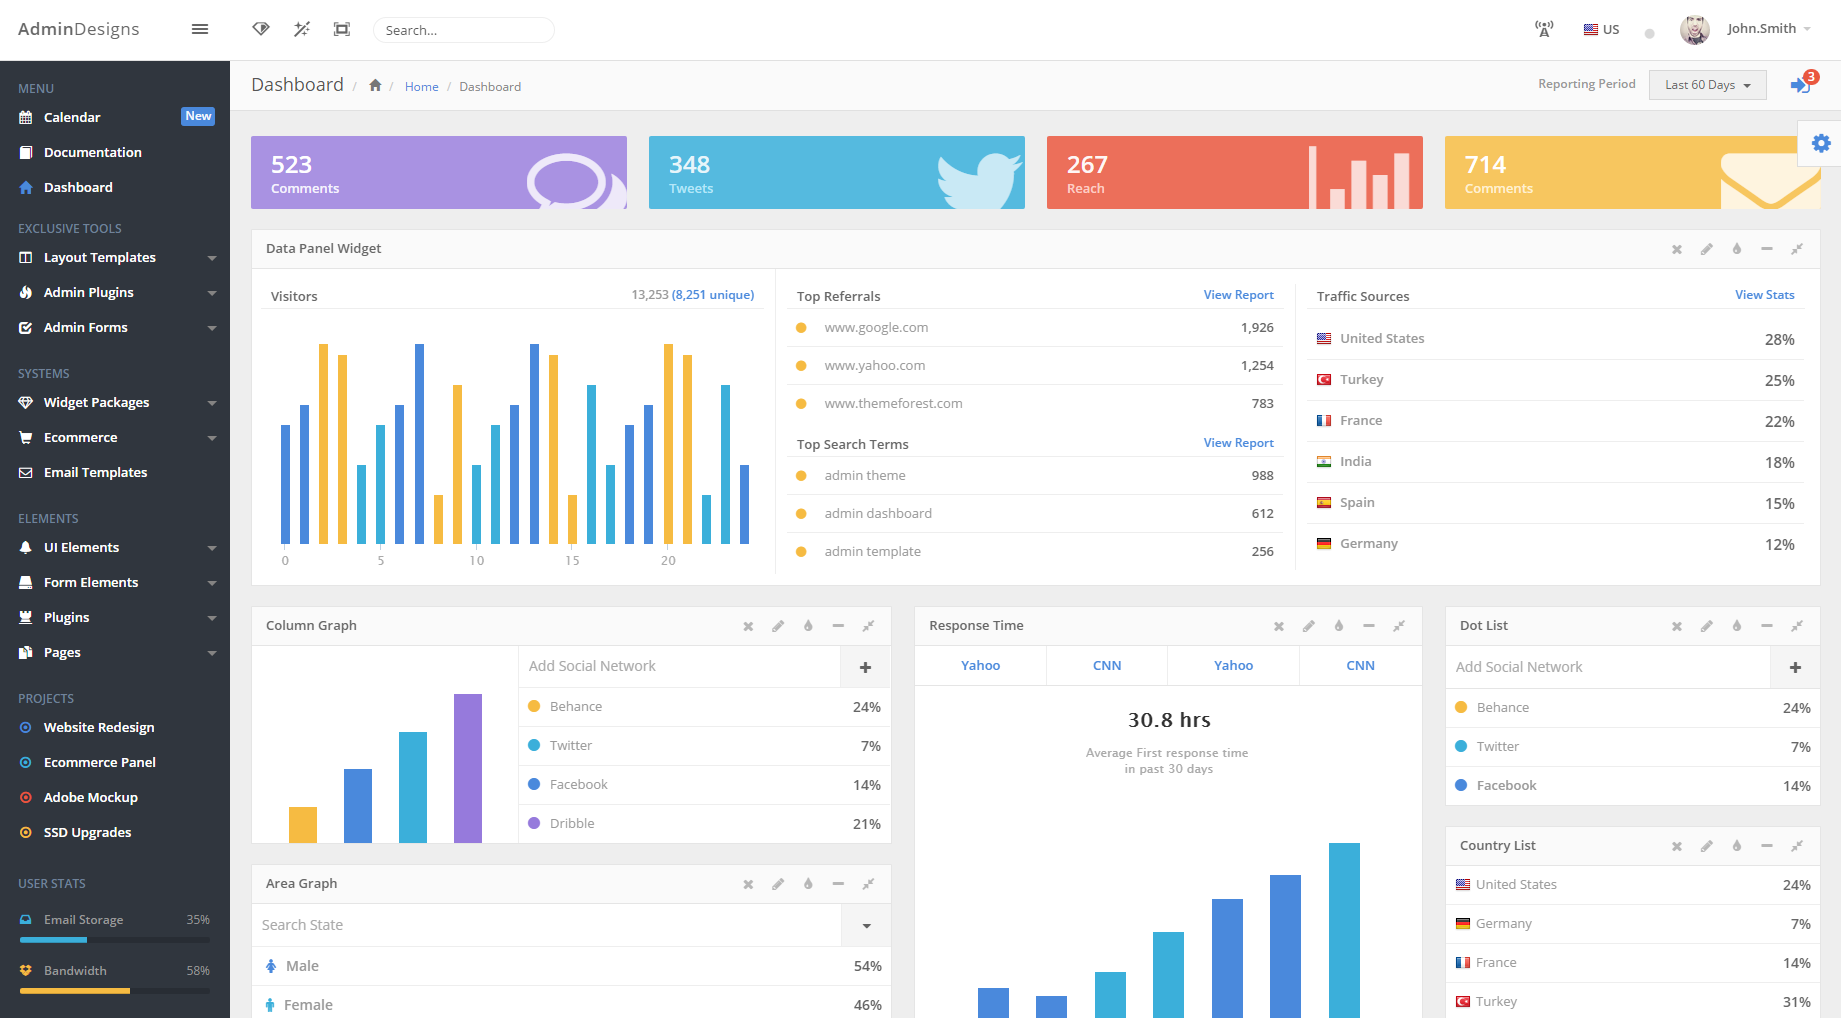 AdminDesigns
Search...
US
John.Smith
MENU
Calendar New
Documentation
Dashboard
EXCLUSIVE TOOLS
Layout Templates
Admin Plugins
Admin Forms
SYSTEMS
Widget Packages
Ecommerce
Email Templates
ELEMENTS
UI Elements
Form Elements
Plugins
Pages
PROJECTS
Website Redesign
Ecommerce Panel
Adobe Mockup
SSD Upgrades
USER STATS
Email Storage 35%
Bandwidth 58%
Dashboard / / Home / Dashboard
Reporting Period Last 60 Days 3
523
Comments
348
Tweets
267
Reach
714
Comments
Data Panel Widget
Visitors 13,253 (8,251 unique)
0 5 10 15 20
Top Referrals View Report
www.google.com 1,926
www.yahoo.com 1,254
www.themeforest.com 783
Top Search Terms View Report
admin theme 988
admin dashboard 612
admin template 256
Traffic Sources View Stats
United States 28%
Turkey 25%
France 22%
India 18%
Spain 15%
Germany 12%
Column Graph
Add Social Network
Behance 24%
Twitter 7%
Facebook 14%
Dribble 21%
Area Graph
Search State
Male 54%
Female 46%
Response Time
Yahoo CNN Yahoo CNN
30.8 hrs
Average First response time
in past 30 days
Dot List
Add Social Network
Behance 24%
Twitter 7%
Facebook 14%
Country List
United States 24%
Germany 7%
France 14%
Turkey 31%